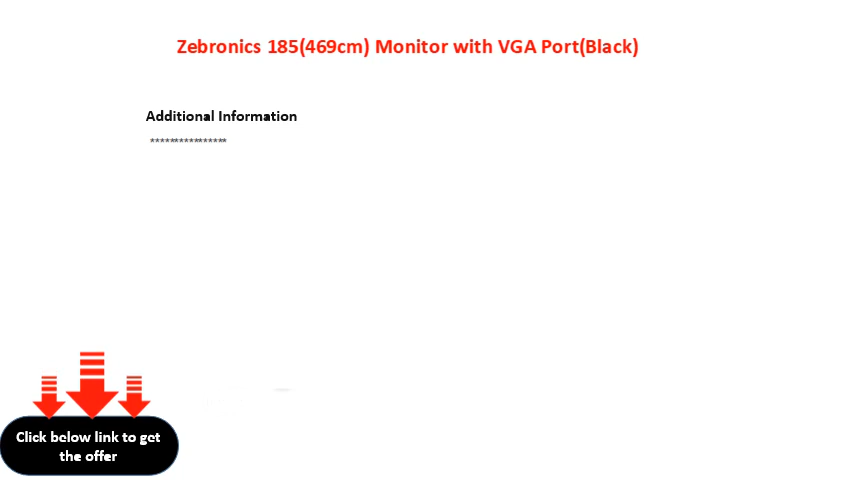 Zebronics 185(469cm) Monitor with VGA Port(Black)
Additional Information
****************
Click below link to get
the offer